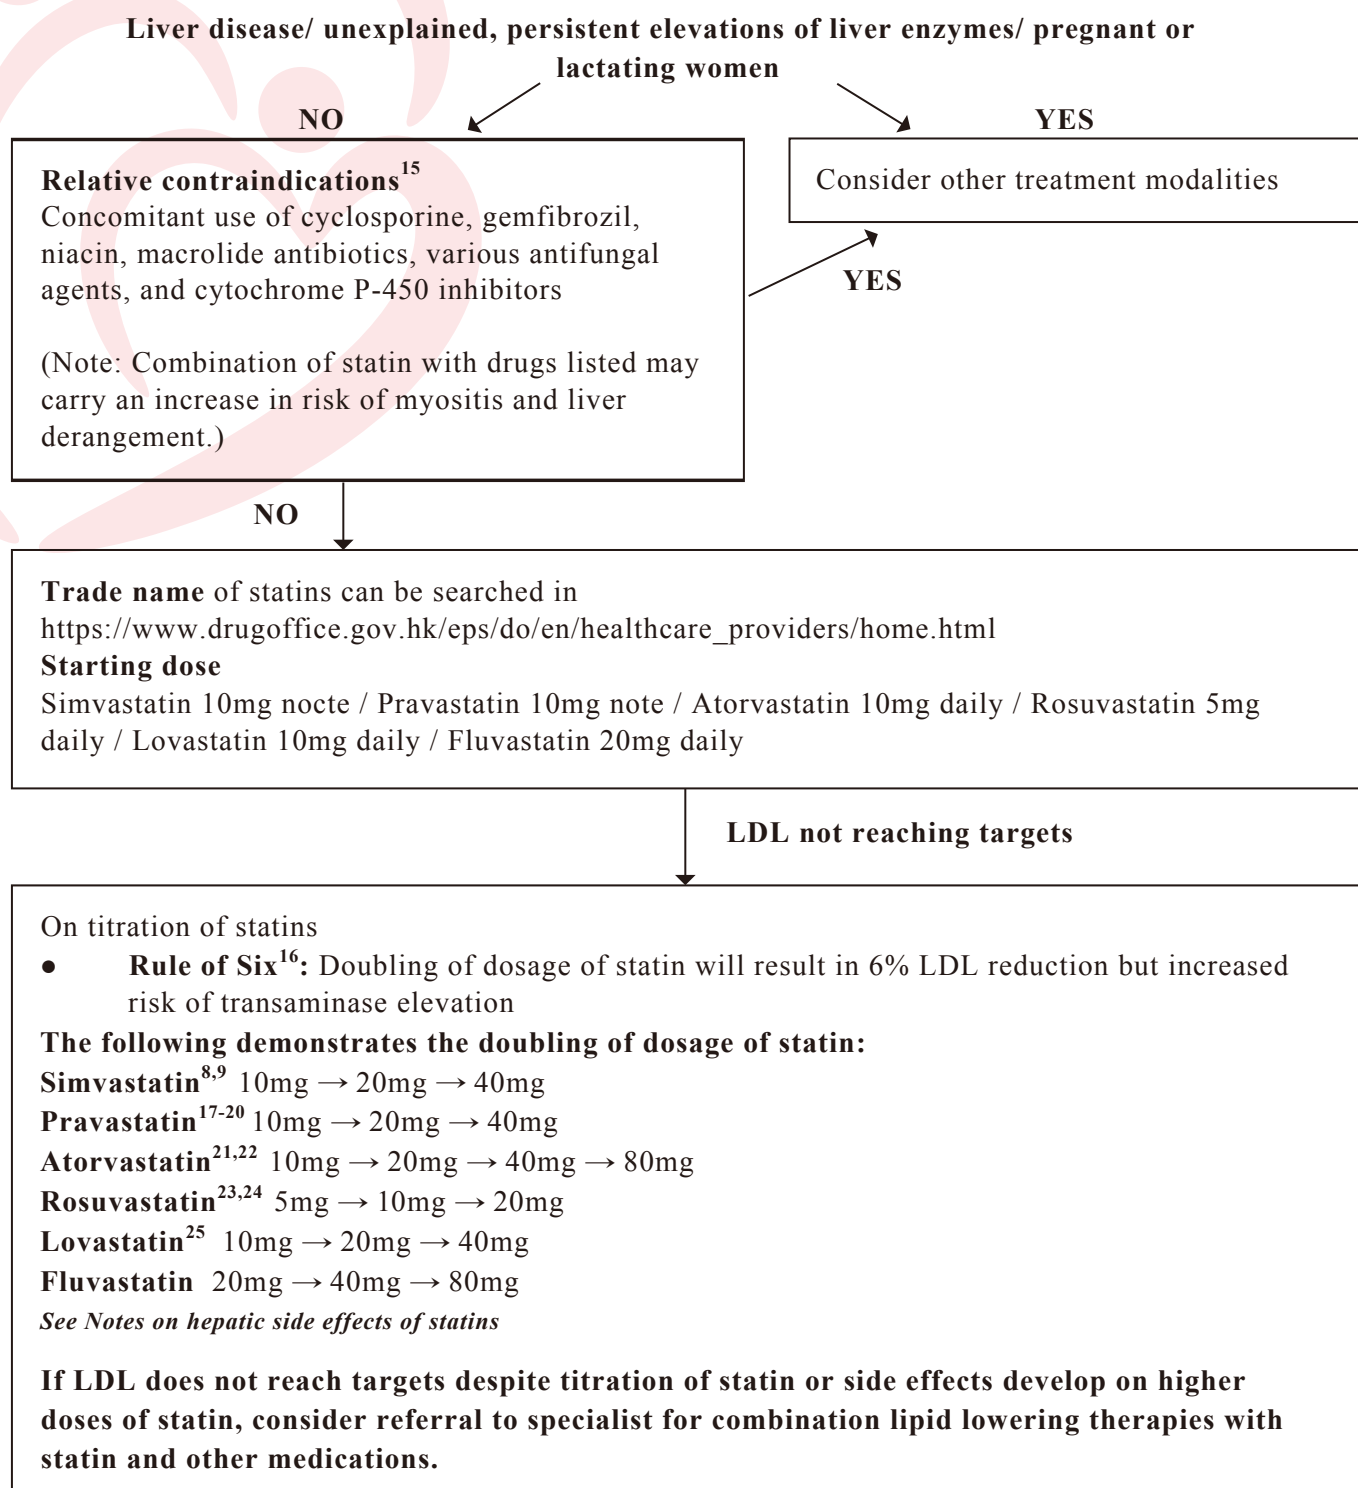 Liver disease/ unexplained, persistent elevations of liver enzymes/ pregnant or
lactating women
NO
YES
Relative contraindications15
Concomitant use of cyclosporine, gemfibrozil,
niacin, macrolide antibiotics, various antifungal
agents, and cytochrome P-450 inhibitors
(Note: Combination of statin with drugs listed may
carry an increase in risk of myositis and liver
derangement.)
Consider other treatment modalities
YES
NO
Trade name of statins can be searched in
https://www.drugoffice.gov.hk/eps/do/en/healthcare_providers/home.html
Starting dose
Simvastatin 10mg nocte / Pravastatin 10mg note / Atorvastatin 10mg daily / Rosuvastatin 5mg
daily / Lovastatin 10mg daily / Fluvastatin 20mg daily
LDL not reaching targets
On titration of statins
● Rule of Six16: Doubling of dosage of statin will result in 6% LDL reduction but increased
risk of transaminase elevation
The following demonstrates the doubling of dosage of statin:
Simvastatin8,9 10mg → 20mg → 40mg
Pravastatin17-20 10mg → 20mg → 40mg
Atorvastatin21,22 10mg → 20mg → 40mg → 80mg
Rosuvastatin23,24 5mg → 10mg → 20mg
Lovastatin25 10mg → 20mg → 40mg
Fluvastatin 20mg → 40mg → 80mg
See Notes on hepatic side effects of statins
If LDL does not reach targets despite titration of statin or side effects develop on higher
doses of statin, consider referral to specialist for combination lipid lowering therapies with
statin and other medications.